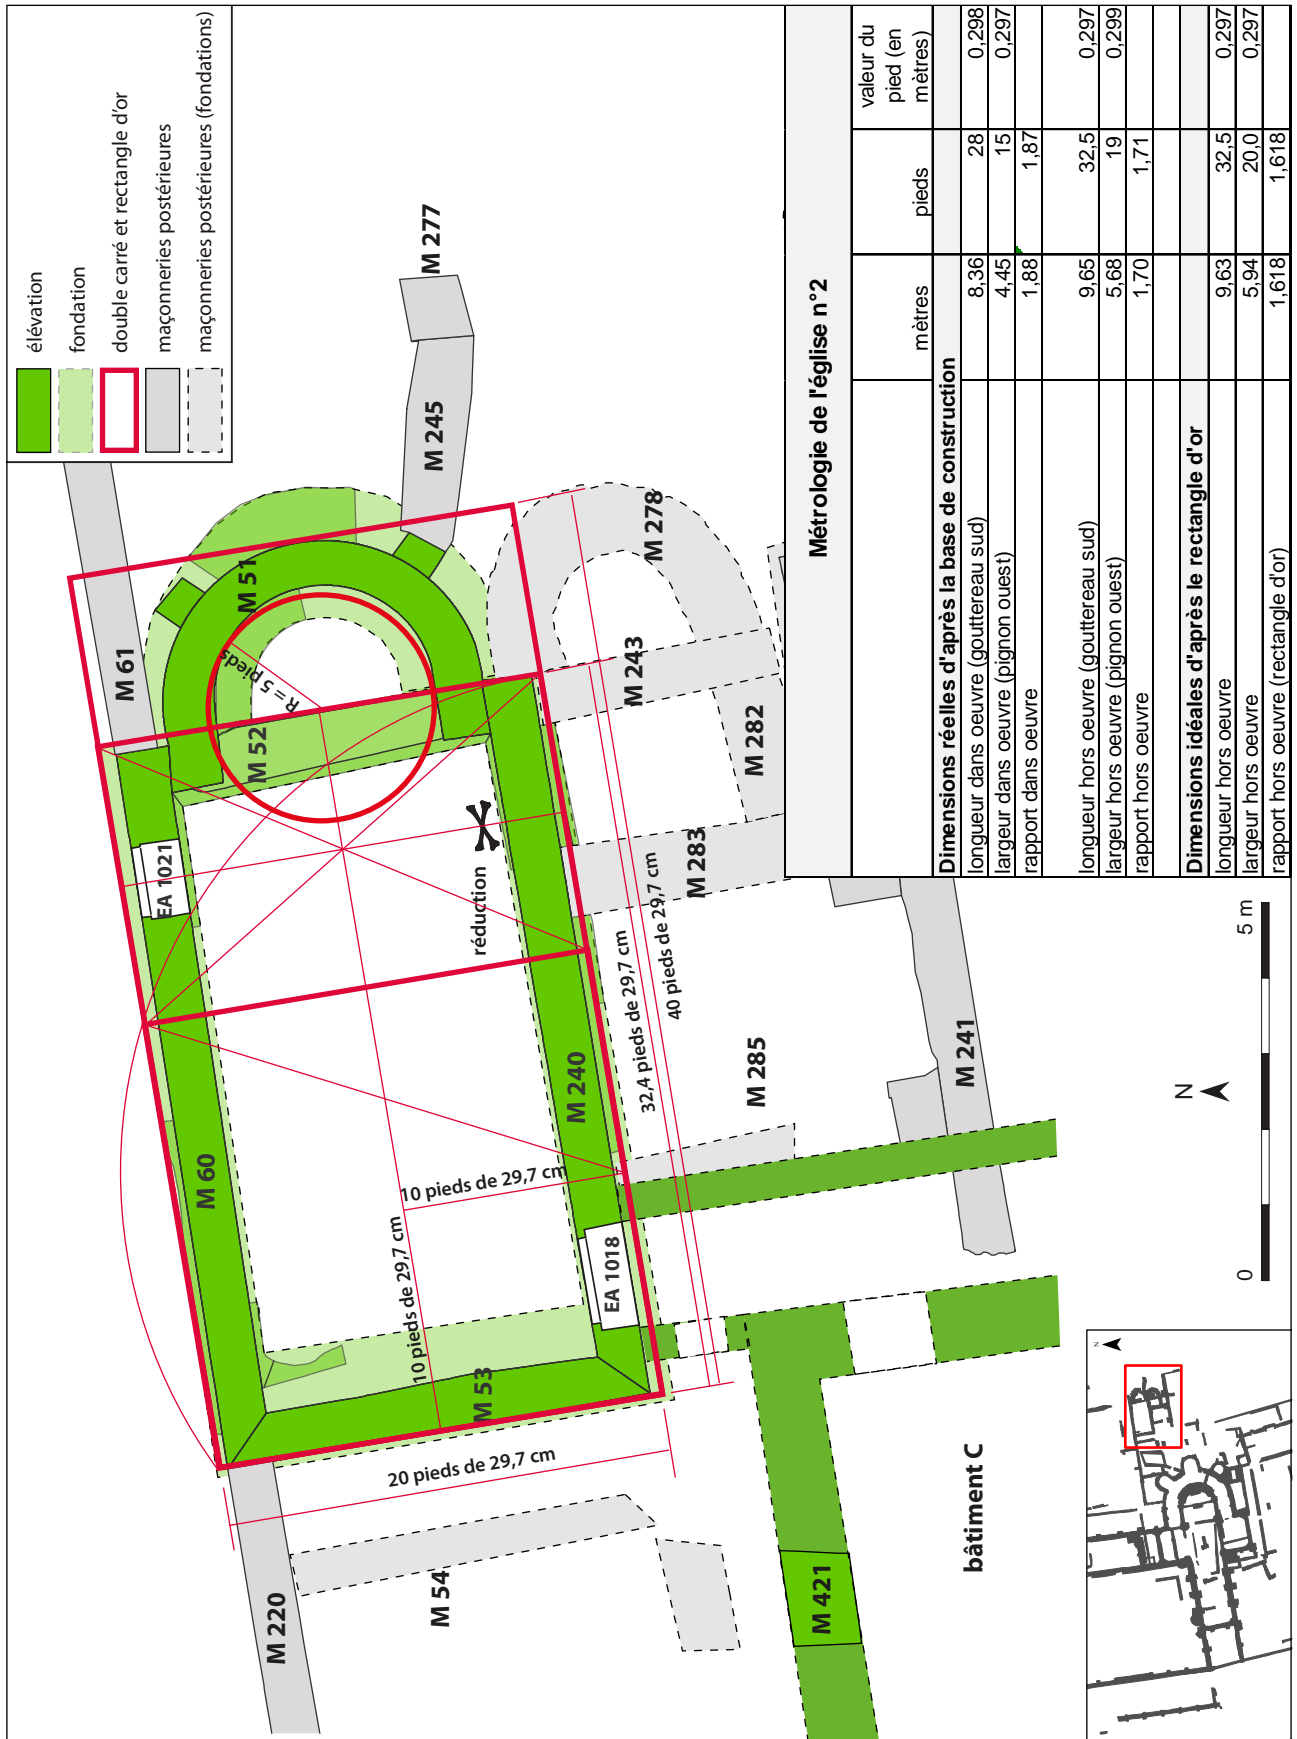 élévation
fondation
double carré et rectangle d'or
maçonneries postérieures
maçonneries postérieures (fondations)
M 277
M 245
M 278
M 61
M 51
R = 5 pieds
M 52
M 243
M 282
M 283
EA 1021
réduction
M 60
M 240
32,4 pieds de 29,7 cm
40 pieds de 29,7 cm
M 285
M 241
10 pieds de 29,7 cm
10 pieds de 29,7 cm
EA 1018
M 53
20 pieds de 29,7 cm
M 220
M 54
M 421
bâtiment C
N
0
5 m
N
Métrologie de l'église n°2
mètres
pieds
valeur du
pied (en
mètres)
Dimensions réelles d'après la base de construction
longueur dans oeuvre (gouttereau sud) 8,36 28 0,298
largeur dans oeuvre (pignon ouest) 4,45 15 0,297
rapport dans oeuvre 1,88 1,87
longueur hors oeuvre (gouttereau sud) 9,65 32,5 0,297
largeur hors oeuvre (pignon ouest) 5,68 19 0,299
rapport hors oeuvre 1,70 1,71
Dimensions idéales d'après le rectangle d'or
longueur hors oeuvre 9,63 32,5 0,297
largeur hors oeuvre 5,94 20,0 0,297
rapport hors oeuvre (rectangle d'or) 1,618 1,618